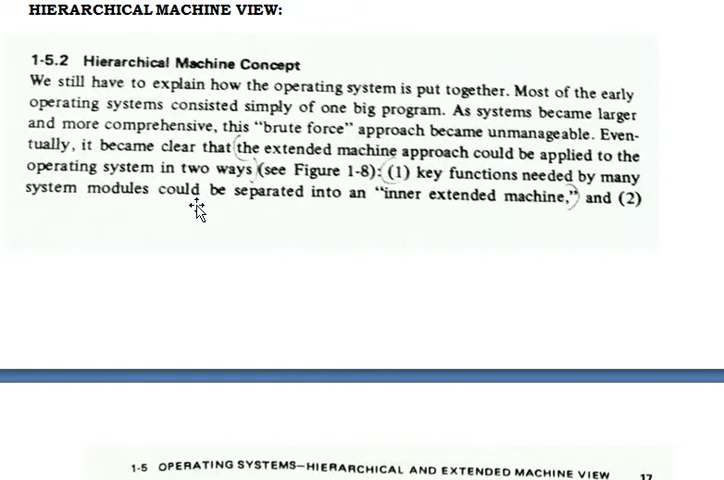 HIERARCHICAL MACHINE VIEW:
1-5.2 Hierarchical Machine Concept
We still have to explain how the operating system is put together. Most of the early
operating systems consisted simply of one big program. As systems became larger
and more comprehensive, this “brute force” approach became unmanageable. Even-
tually, it became clear that the extended machine approach could be applied to the
operating system in two ways (see Figure 1-8): (1) key functions needed by many
system modules could be separated into an “inner extended machine,” and (2)
1-5 OPERATING SYSTEMS—HIERARCHICAL AND EXTENDED MACHINE VIEW 17